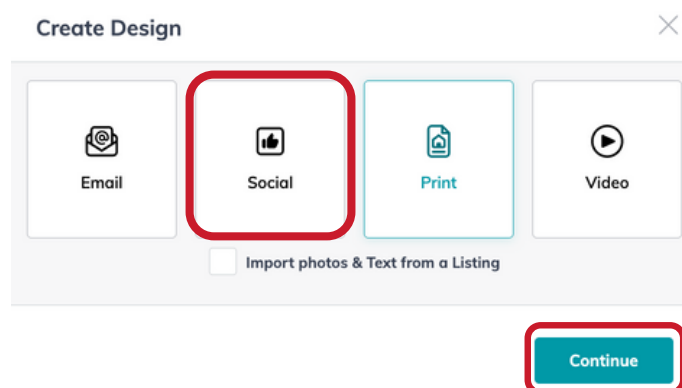 Create Design
Email
Social
Print
Video
Import photos & Text from a Listing
Continue